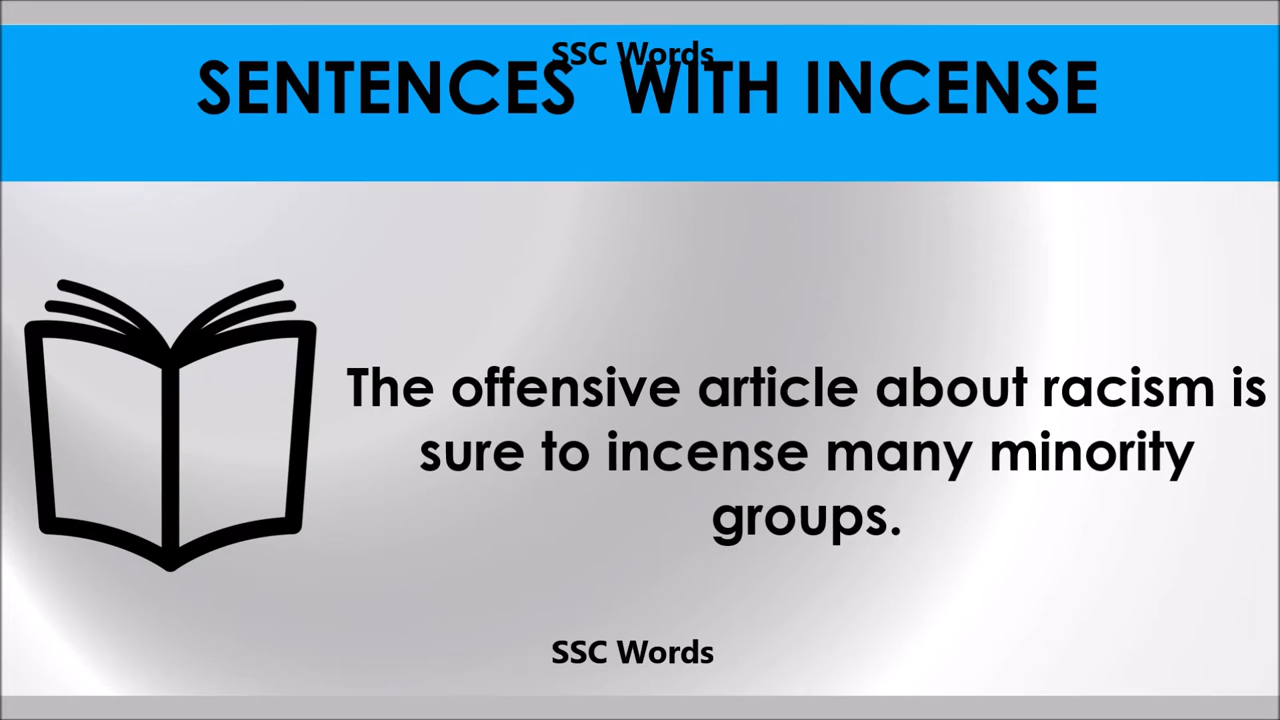 SSC Words
SENTENCES WITH INCENSE
The offensive article about racism is
sure to incense many minority
groups.
SSC Words